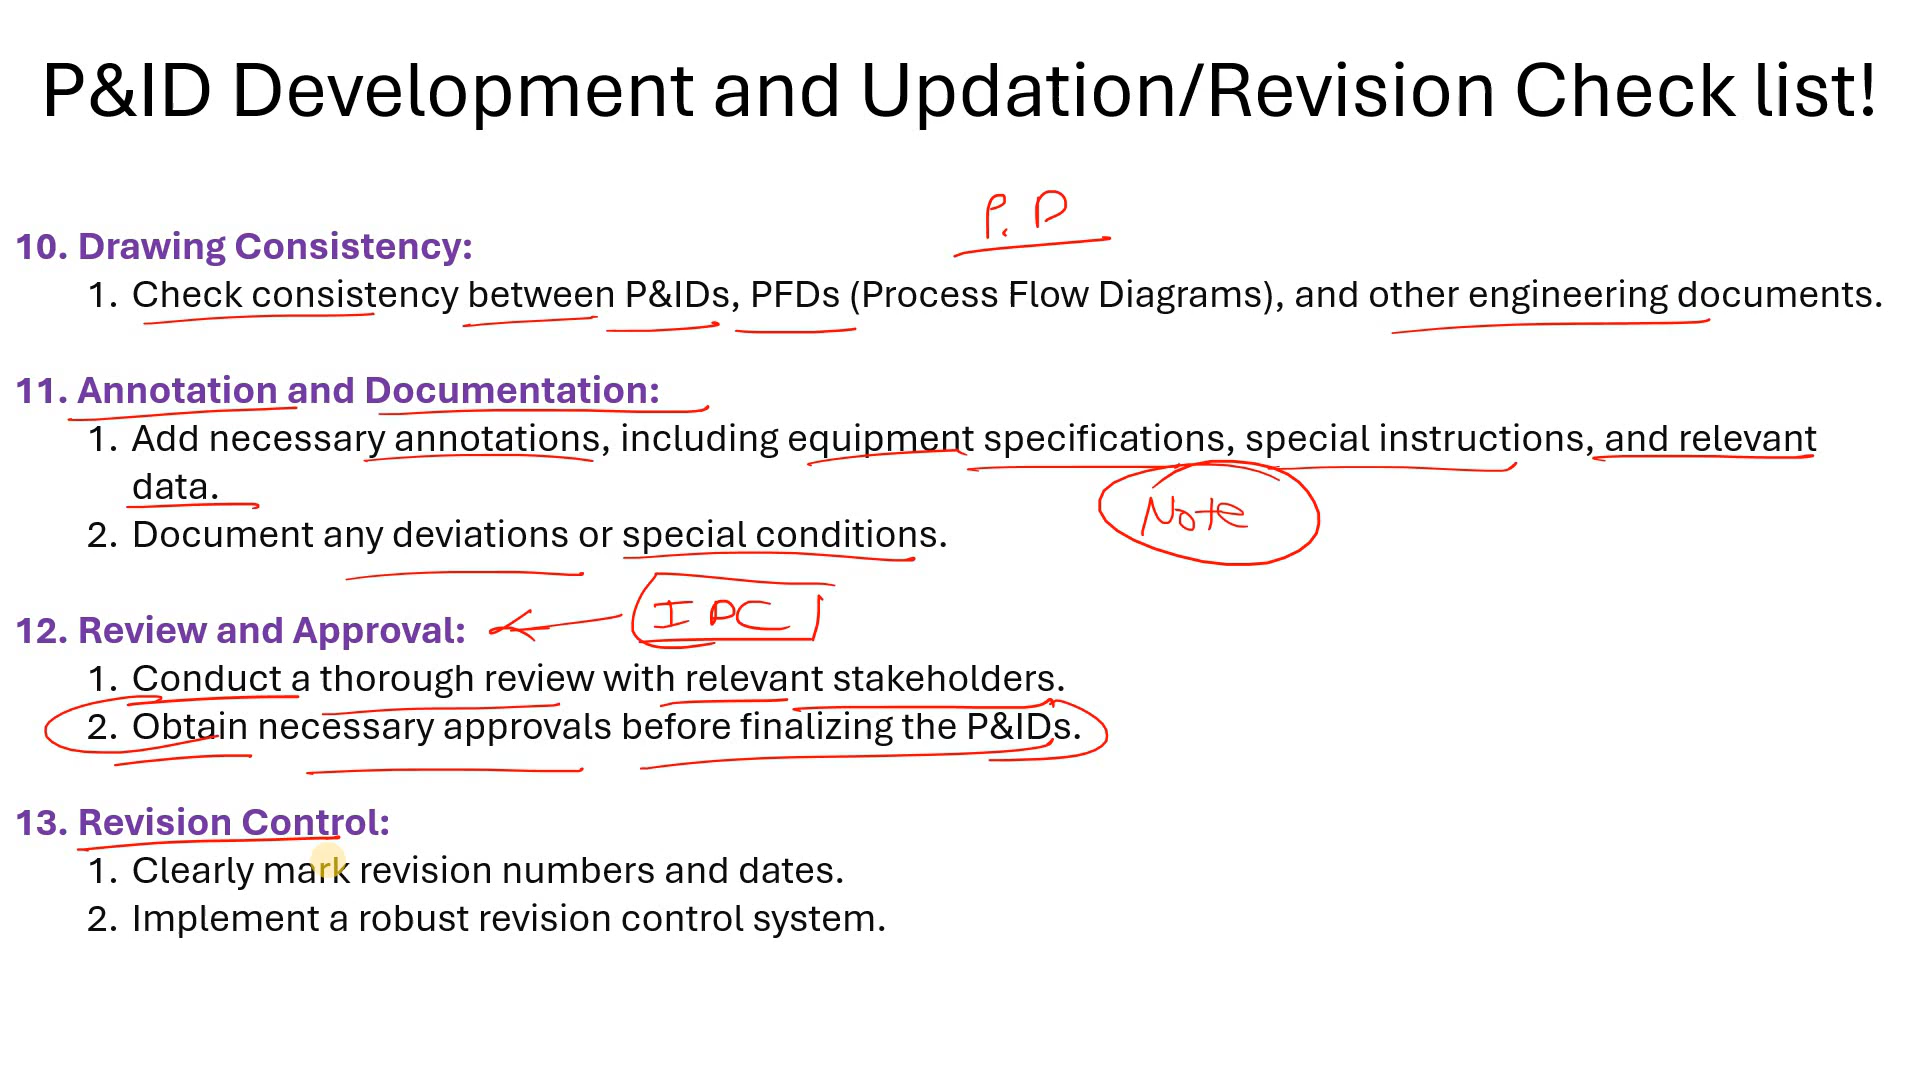 P&ID Development and Updation/Revision Check list!
P.D
10. Drawing Consistency:
1. Check consistency between P&IDs, PFDs (Process Flow Diagrams), and other engineering documents.
11. Annotation and Documentation:
1. Add necessary annotations, including equipment specifications, special instructions, and relevant
data.
Note
2. Document any deviations or special conditions.
IDC
12. Review and Approval:
1. Conduct a thorough review with relevant stakeholders.
2. Obtain necessary approvals before finalizing the P&IDs.
13. Revision Control:
1. Clearly mark revision numbers and dates.
2. Implement a robust revision control system.